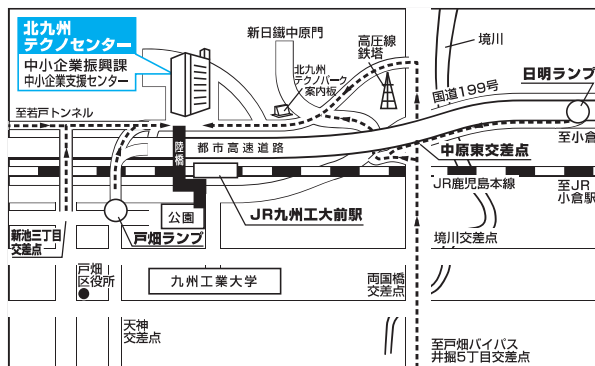 北九州
テクノセンター
中小企業振興課
中小企業支援センター
新日鐵中原門
高圧線
鉄塔
境川
北九州
テクノパーク
案内板
国道199号
日明ランプ
至若戸トンネル
陸橋
都市高速道路
中原東交差点
至小倉
JR鹿児島本線
至JR
小倉駅
公園
JR九州工大前駅
新池三丁目
交差点
戸畑ランプ
境川交差点
戸畑
区役所
九州工業大学
両国橋
交差点
天神
交差点
至戸畑バイパス
井堀5丁目交差点